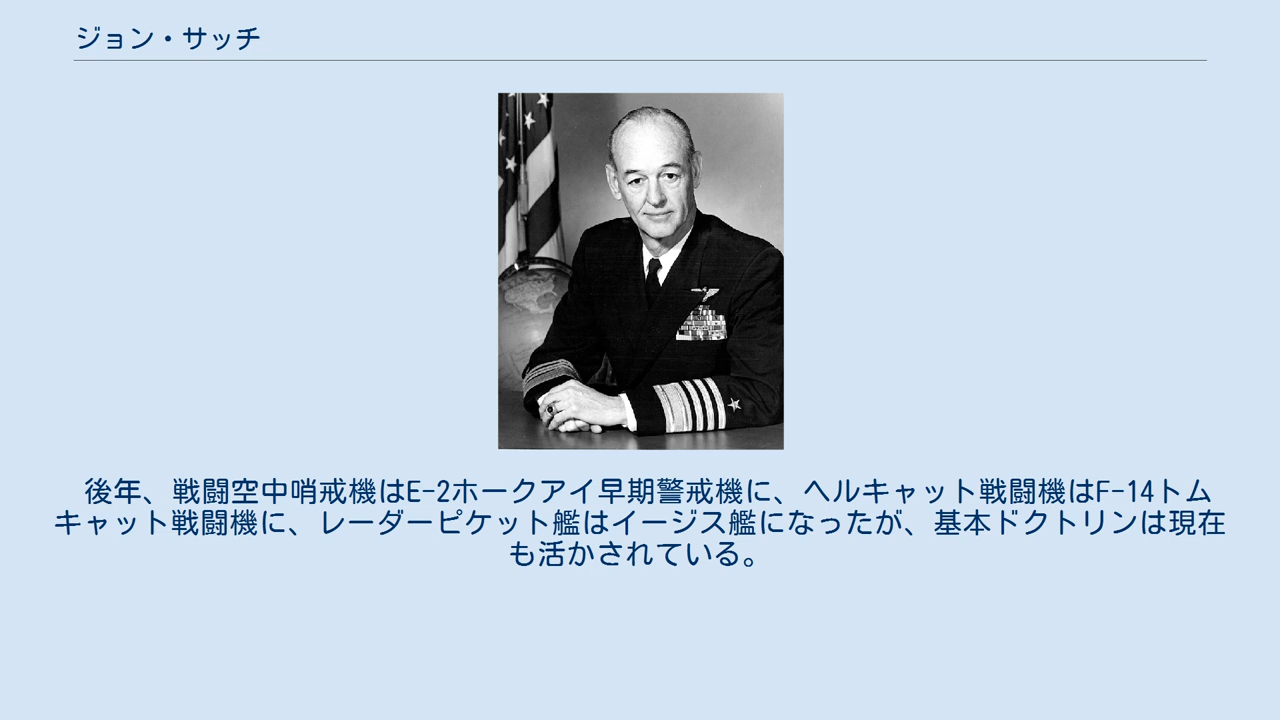 ジョン・サッチ
後年、戦闘空中哨戒機はE-2ホークアイ早期警戒機に、ヘルキャット戦闘機はF-14トム
キャット戦闘機に、レーダーピケット艦はイージス艦になったが、基本ドクトリンは現在
も活かされている。